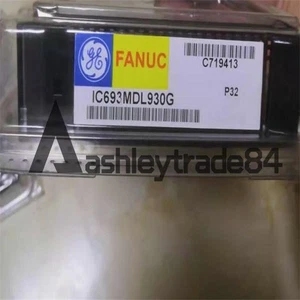 GE FANUC
C719413
IC693MDL930G
P32
ashleytrade84